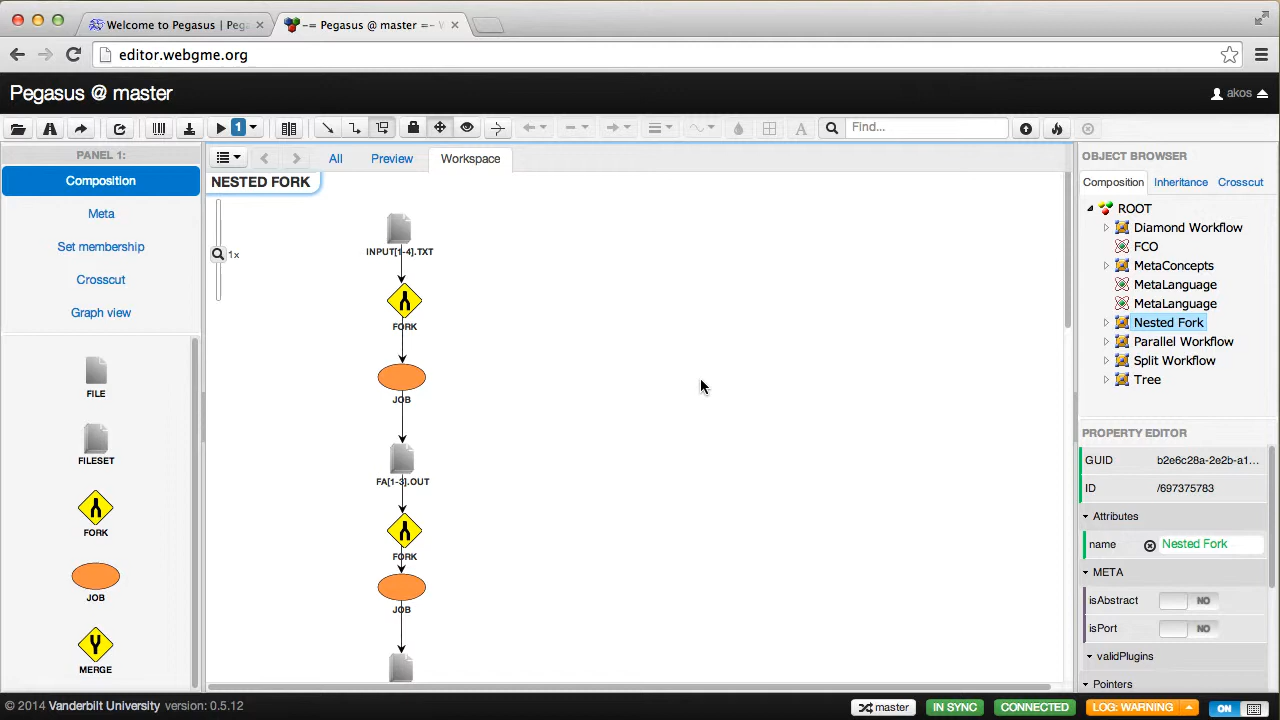 Welcome to Pegasus | Peg
-= Pegasus @ master =-
editor.webgme.org
Pegasus @ master
akos
1
Find...
PANEL 1:
Composition
Meta
Set membership
Crosscut
Graph view
FILE
FILESET
FORK
JOB
MERGE
All
Preview
Workspace
NESTED FORK
1x
INPUT[1-4].TXT
FORK
JOB
FA[1-3].OUT
FORK
JOB
OBJECT BROWSER
Composition
Inheritance
Crosscut
ROOT
Diamond Workflow
FCO
MetaConcepts
MetaLanguage
MetaLanguage
Nested Fork
Parallel Workflow
Split Workflow
Tree
PROPERTY EDITOR
GUID b2e6c28a-2e2b-a1...
ID /697375783
Attributes
name Nested Fork
META
isAbstract NO
isPort NO
validPlugins
Pointers
© 2014 Vanderbilt University version: 0.5.12
master
IN SYNC
CONNECTED
LOG: WARNING
ON